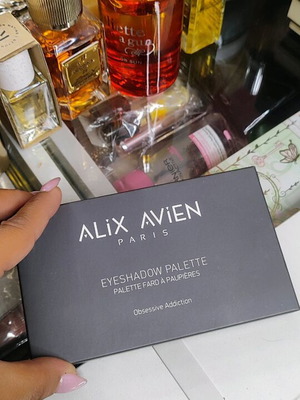 ALiX AViEN
PARIS
EYESHADOW PALETTE
PALETTE FARD À PAUPIÈRES
Obsessive Addiction